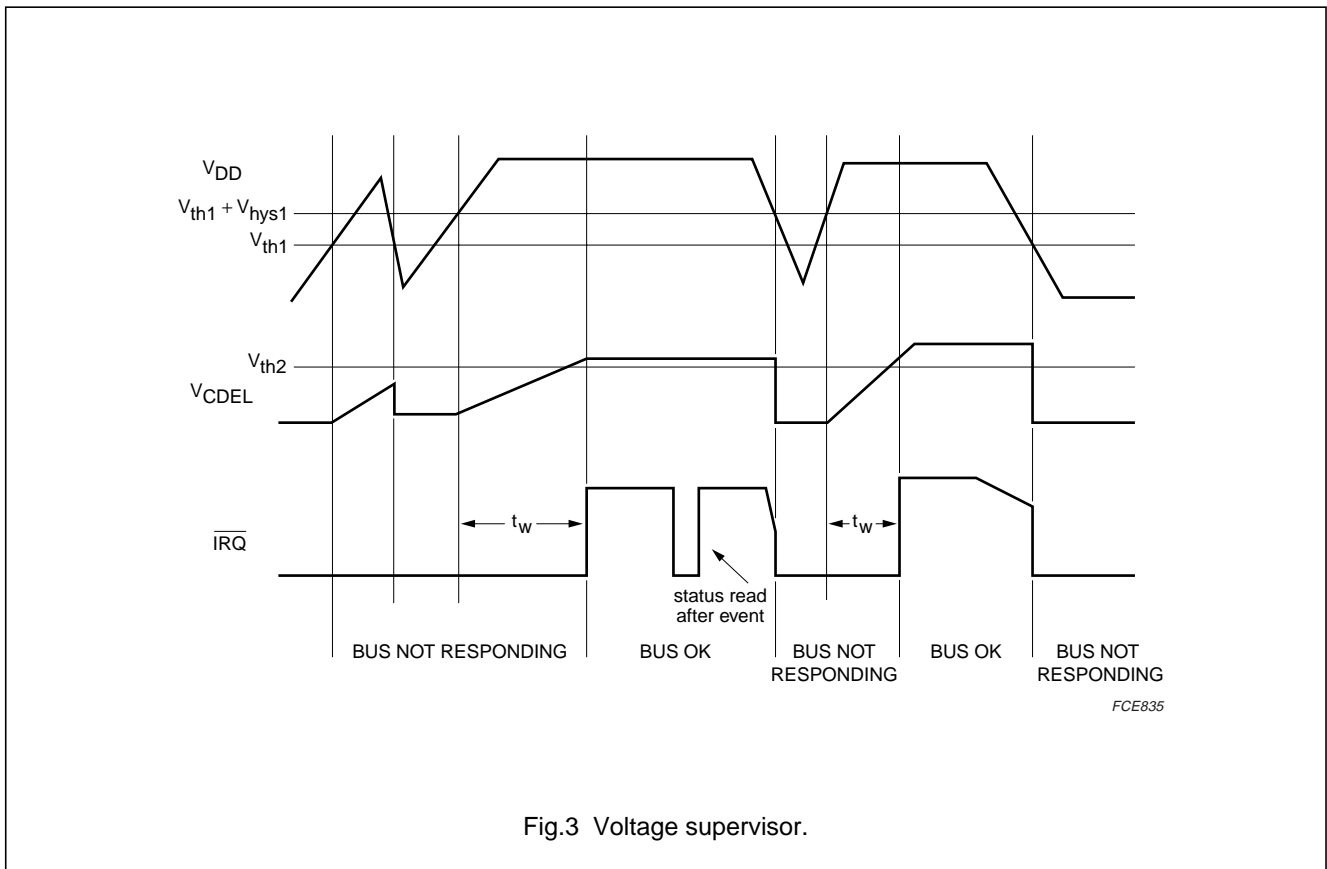 VDD
Vth1 + Vhys1
Vth1
Vth2
VCDEL
IRQ
tw
tw
status read
after event
BUS NOT RESPONDING
BUS OK
BUS NOT
RESPONDING
BUS OK
BUS NOT
RESPONDING
FCE835
Fig.3 Voltage supervisor.